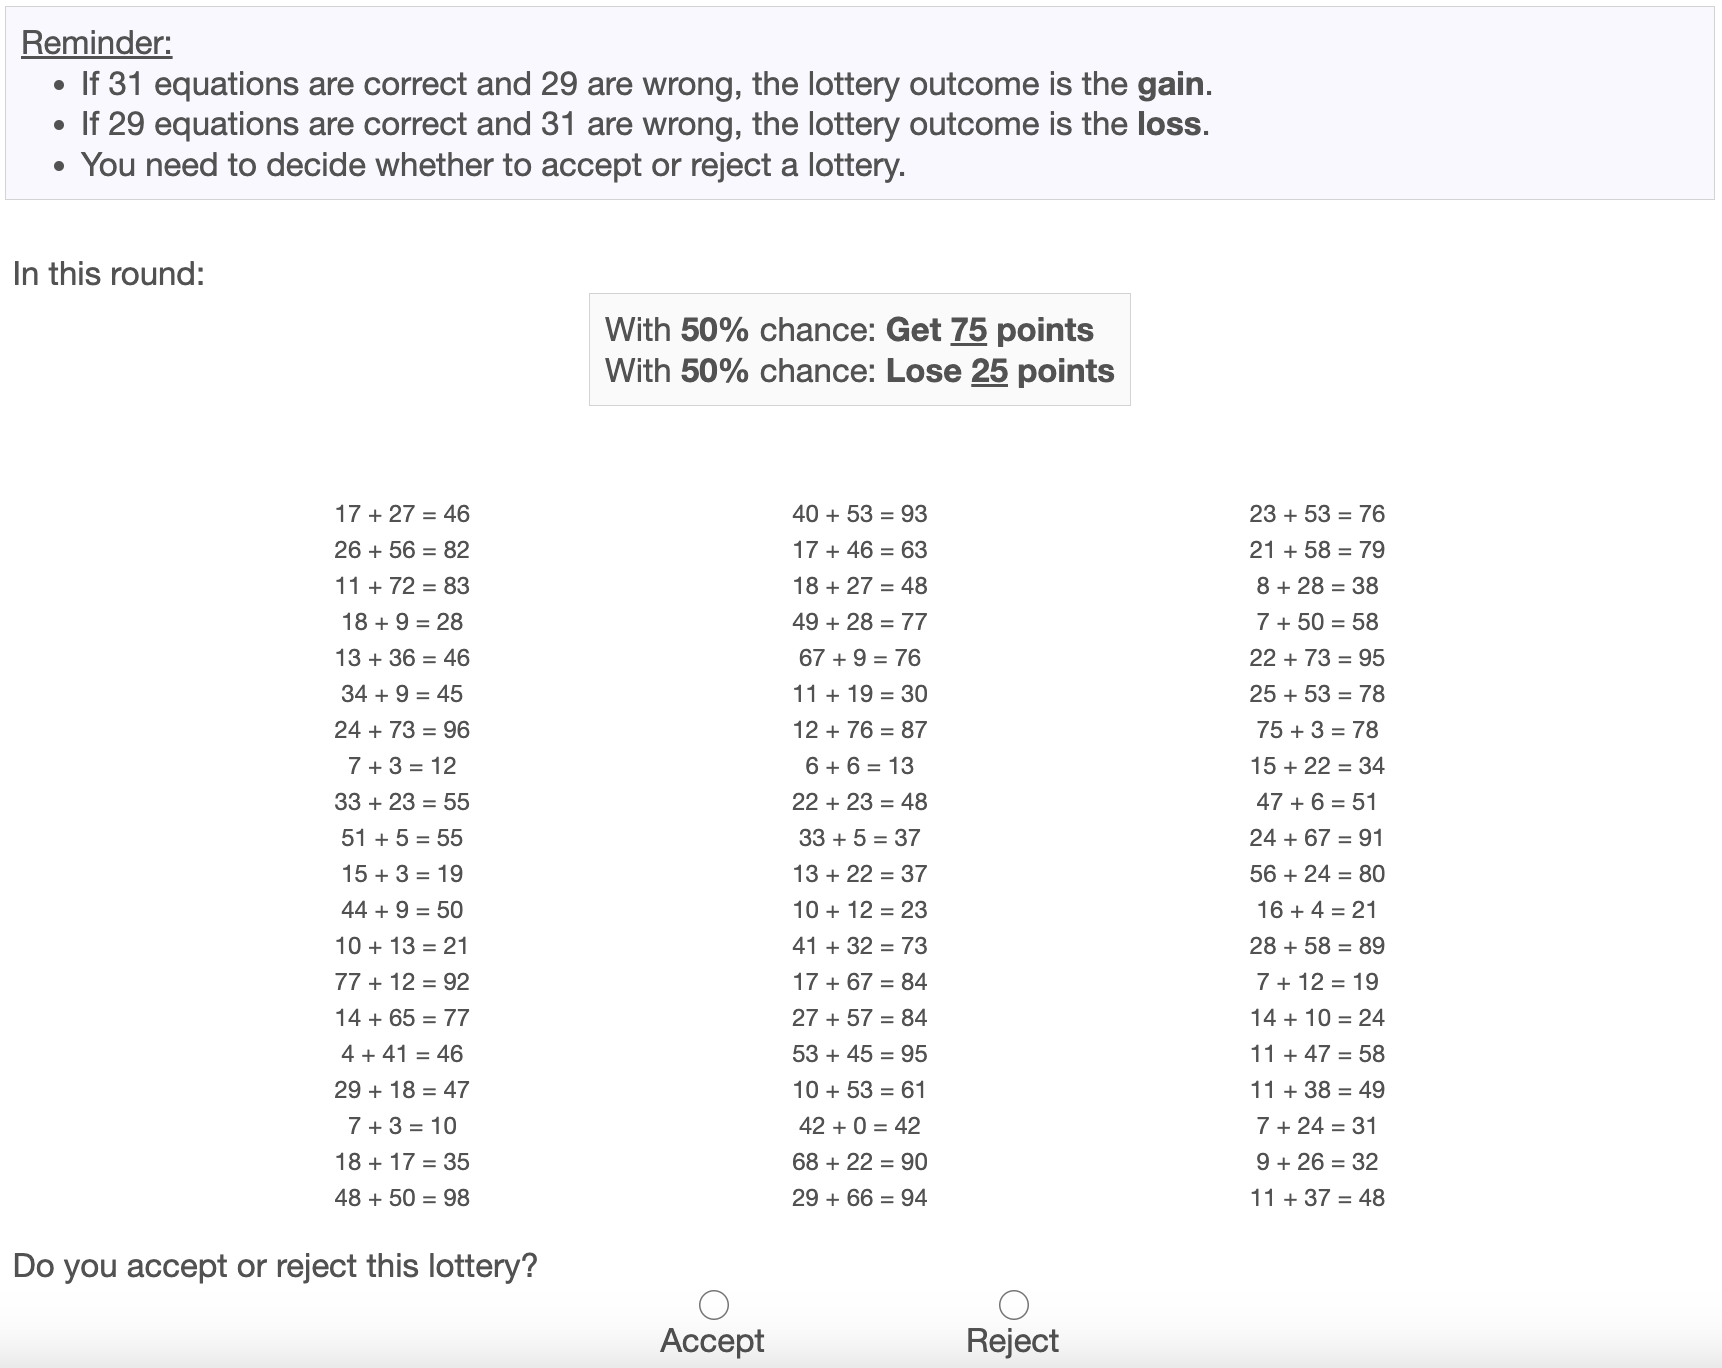 Reminder:
• If 31 equations are correct and 29 are wrong, the lottery outcome is the gain.
• If 29 equations are correct and 31 are wrong, the lottery outcome is the loss.
• You need to decide whether to accept or reject a lottery.
In this round:
With 50% chance: Get 75 points
With 50% chance: Lose 25 points
17 + 27 = 46 40 + 53 = 93 23 + 53 = 76
26 + 56 = 82 17 + 46 = 63 21 + 58 = 79
11 + 72 = 83 18 + 27 = 48 8 + 28 = 38
18 + 9 = 28 49 + 28 = 77 7 + 50 = 58
13 + 36 = 46 67 + 9 = 76 22 + 73 = 95
34 + 9 = 45 11 + 19 = 30 25 + 53 = 78
24 + 73 = 96 12 + 76 = 87 75 + 3 = 78
7 + 3 = 12 6 + 6 = 13 15 + 22 = 34
33 + 23 = 55 22 + 23 = 48 47 + 6 = 51
51 + 5 = 55 33 + 5 = 37 24 + 67 = 91
15 + 3 = 19 13 + 22 = 37 56 + 24 = 80
44 + 9 = 50 10 + 12 = 23 16 + 4 = 21
10 + 13 = 21 41 + 32 = 73 28 + 58 = 89
77 + 12 = 92 17 + 67 = 84 7 + 12 = 19
14 + 65 = 77 27 + 57 = 84 14 + 10 = 24
4 + 41 = 46 53 + 45 = 95 11 + 47 = 58
29 + 18 = 47 10 + 53 = 61 11 + 38 = 49
7 + 3 = 10 42 + 0 = 42 7 + 24 = 31
18 + 17 = 35 68 + 22 = 90 9 + 26 = 32
48 + 50 = 98 29 + 66 = 94 11 + 37 = 48
Do you accept or reject this lottery?
Accept Reject